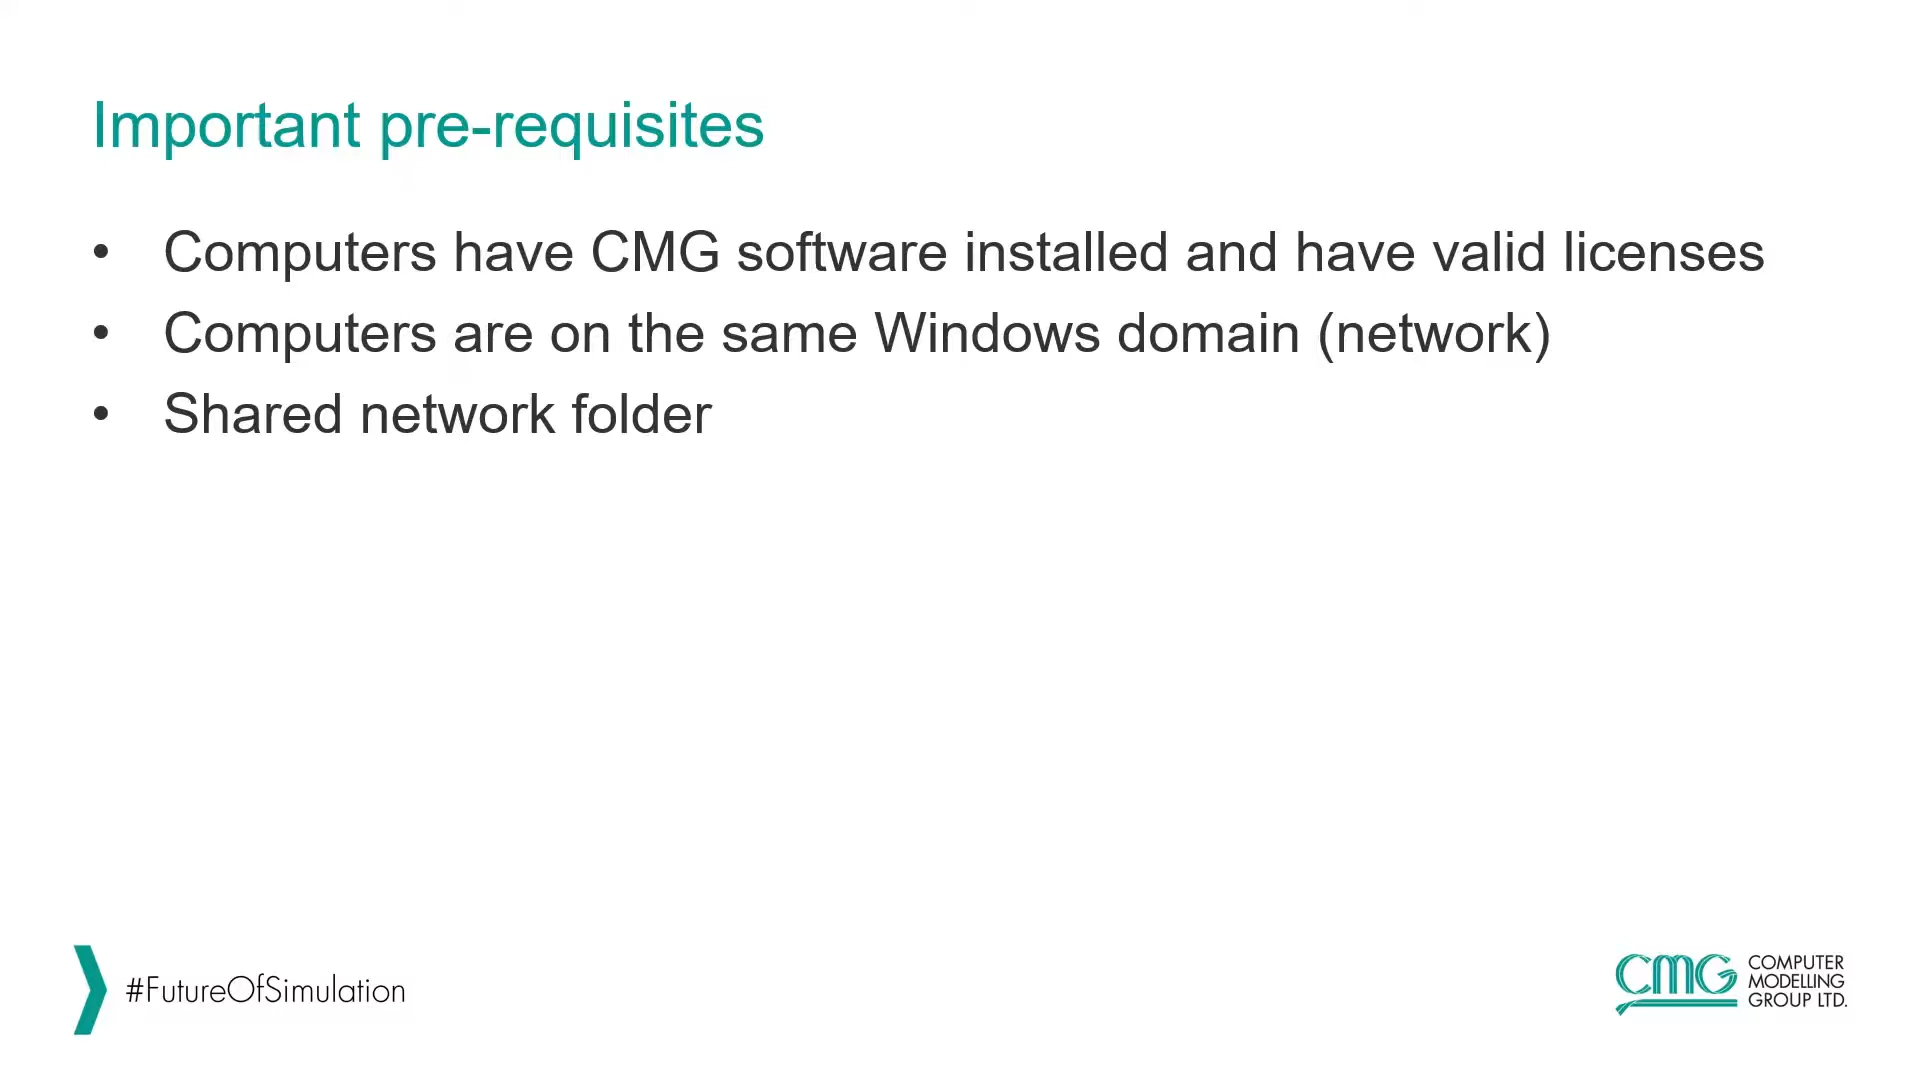 Important pre-requisites
• Computers have CMG software installed and have valid licenses
• Computers are on the same Windows domain (network)
• Shared network folder
#FutureOfSimulation
CMG
COMPUTER
MODELLING
GROUP LTD.